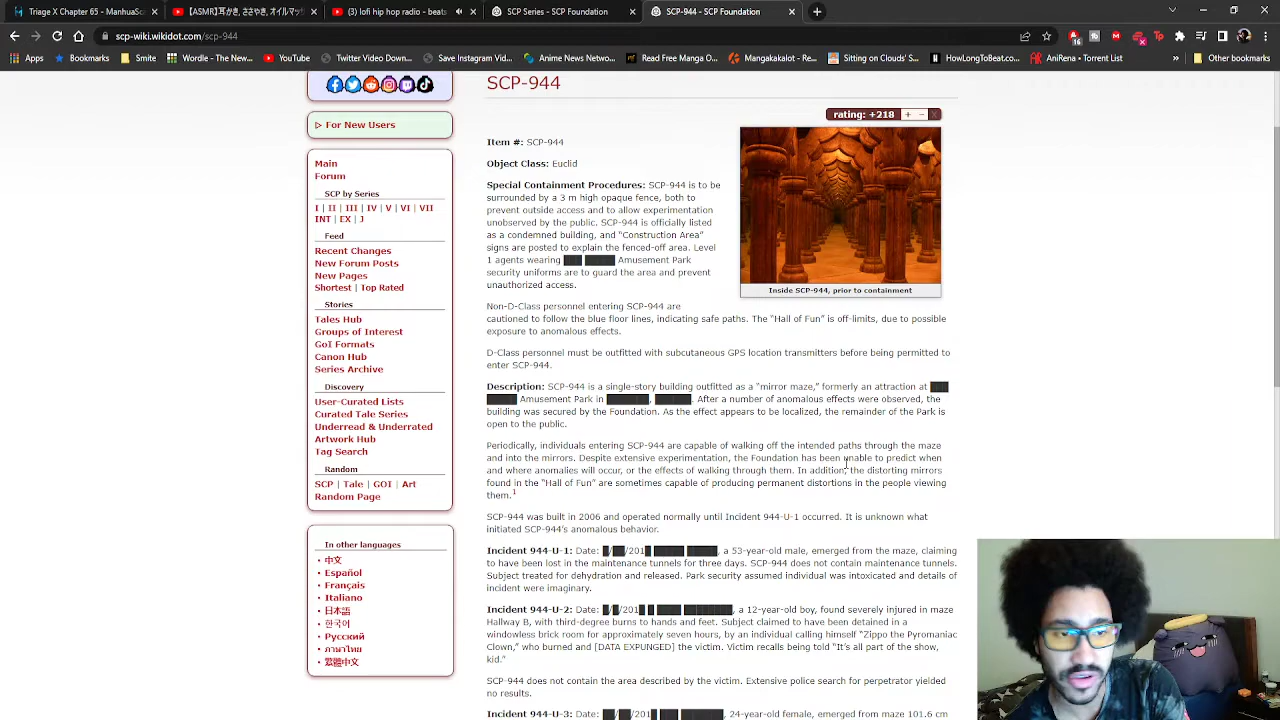 Triage X Chapter 65 - ManhuaSc
【ASMR】耳かき, ささやき, オイルマッ
(3) lofi hip hop radio - beats
SCP Series - SCP Foundation
SCP-944 - SCP Foundation
scp-wiki.wikidot.com/scp-944
16
Apps
Bookmarks
Smite
Wordle - The New...
YouTube
Twitter Video Down...
Save Instagram Vide...
Anime News Networ...
Read Free Manga O...
Mangakakalot - Re...
Sitting on Clouds'S...
HowLongToBeat.co...
AniRena - Torrent List
»
Other bookmarks
▷ For New Users
Main
Forum
SCP by Series
I | II | III | IV | V | VI | VII
INT | EX | J
Feed
Recent Changes
New Forum Posts
New Pages
Shortest | Top Rated
Stories
Tales Hub
Groups of Interest
GoI Formats
Canon Hub
Series Archive
Discovery
User-Curated Lists
Curated Tale Series
Underread & Underrated
Artwork Hub
Tag Search
Random
SCP | Tale | GOI | Art
Random Page
In other languages
中文
Español
Français
Italiano
日本語
한국어
Русский
ภาษาไทย
繁體中文
SCP-944
rating: +218 + – X
Item #: SCP-944
Object Class: Euclid
Special Containment Procedures: SCP-944 is to be
surrounded by a 3 m high opaque fence, both to
prevent outside access and to allow experimentation
unobserved by the public. SCP-944 is officially listed
as a condemned building, and “Construction Area”
signs are posted to explain the fenced-off area. Level
1 agents wearing ███ █████ Amusement Park
security uniforms are to guard the area and prevent
unauthorized access.
Inside SCP-944, prior to containment
Non-D-Class personnel entering SCP-944 are
cautioned to follow the blue floor lines, indicating safe paths. The “Hall of Fun” is off-limits, due to possible
exposure to anomalous effects.
D-Class personnel must be outfitted with subcutaneous GPS location transmitters before being permitted to
enter SCP-944.
Description: SCP-944 is a single-story building outfitted as a “mirror maze,” formerly an attraction at ███
█████ Amusement Park in ███████, ██████. After a number of anomalous effects were observed, the
building was secured by the Foundation. As the effect appears to be localized, the remainder of the Park is
open to the public.
Periodically, individuals entering SCP-944 are capable of walking off the intended paths through the maze
and into the mirrors. Despite extensive experimentation, the Foundation has been unable to predict when
and where anomalies will occur, or the effects of walking through them. In addition, the distorting mirrors
found in the “Hall of Fun” are sometimes capable of producing permanent distortions in the people viewing
them.1
SCP-944 was built in 2006 and operated normally until Incident 944-U-1 occurred. It is unknown what
initiated SCP-944’s anomalous behavior.
Incident 944-U-1: Date: █/██/201█ █████ █████, a 53-year-old male, emerged from the maze, claiming
to have been lost in the maintenance tunnels for three days. SCP-944 does not contain maintenance tunnels.
Subject treated for dehydration and released. Park security assumed individual was intoxicated and details of
incident were imaginary.
Incident 944-U-2: Date: █/█/201█ █ ████ ████████, a 12-year-old boy, found severely injured in maze
Hallway B, with third-degree burns to hands and feet. Subject claimed to have been detained in a
windowless brick room for approximately seven hours, by an individual calling himself “Zippo the Pyromaniac
Clown,” who burned and [DATA EXPUNGED] the victim. Victim recalls being told “It’s all part of the show,
kid.”
SCP-944 does not contain the area described by the victim. Extensive police search for perpetrator yielded
no results.
Incident 944-U-3: Date: █/██/201█ ███ ███████, 24-year-old female, emerged from maze 101.6 cm